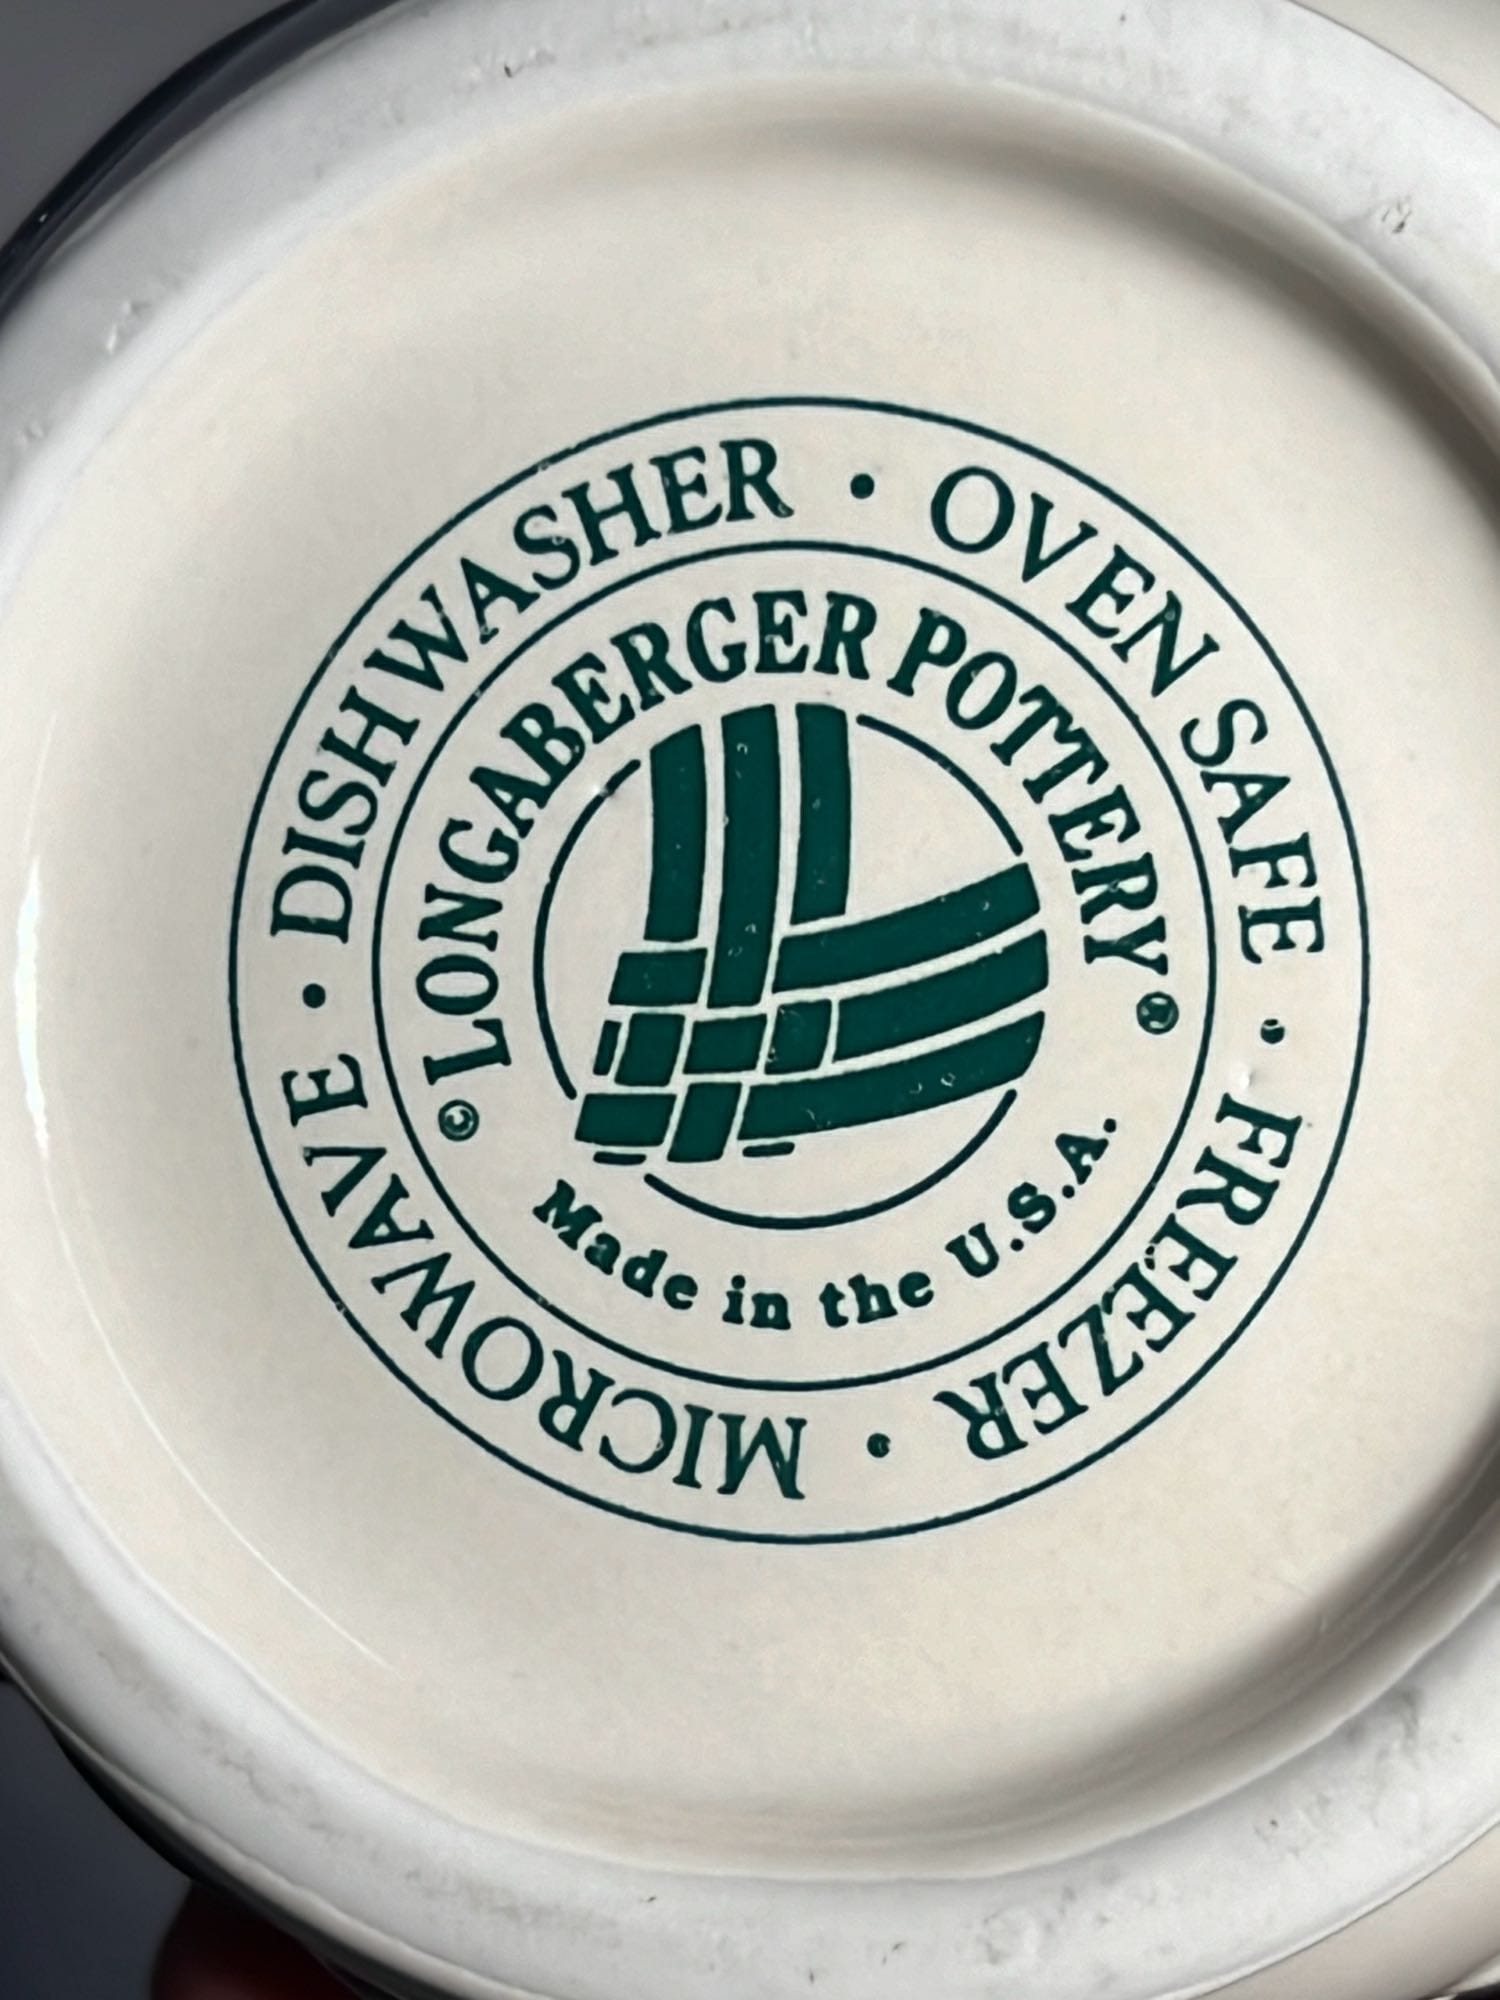 DISHWASHER • OVEN SAFE • FREEZER • MICROWAVE •
© LONGABERGER POTTERY ®
Made in the U.S.A.